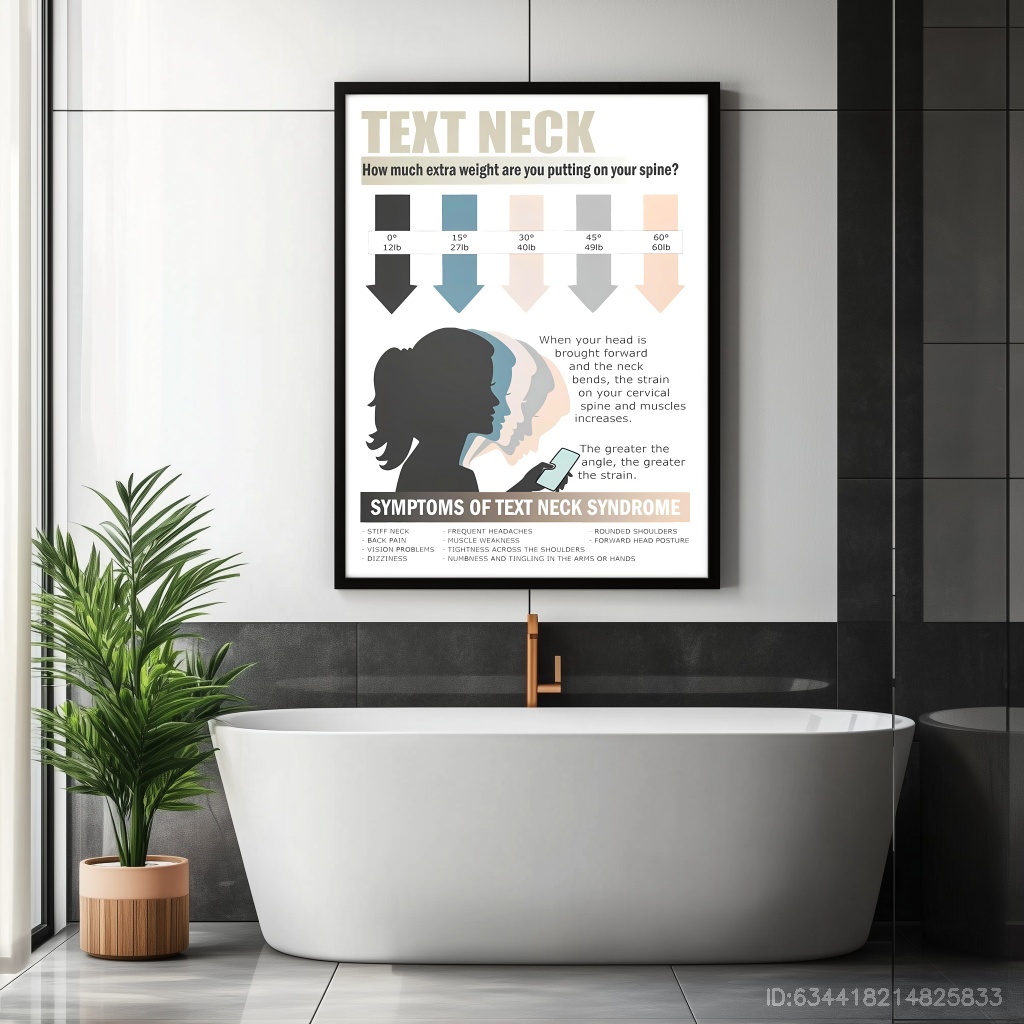 TEXT NECK
How much extra weight are you putting on your spine?
0° 15° 30° 45° 60°
12lb 27lb 40lb 49lb 60lb
When your head is
brought forward
and the neck
bends, the strain
on your cervical
spine and muscles
increases.
The greater the
angle, the greater
the strain.
SYMPTOMS OF TEXT NECK SYNDROME
- STIFF NECK
- BACK PAIN
- VISION PROBLEMS
- DIZZINESS
- FREQUENT HEADACHES
- MUSCLE WEAKNESS
- TIGHTNESS ACROSS THE SHOULDERS
- NUMBNESS AND TINGLING IN THE ARMS OR HANDS
- ROUNDED SHOULDERS
- FORWARD HEAD POSTURE
ID:634418214825833